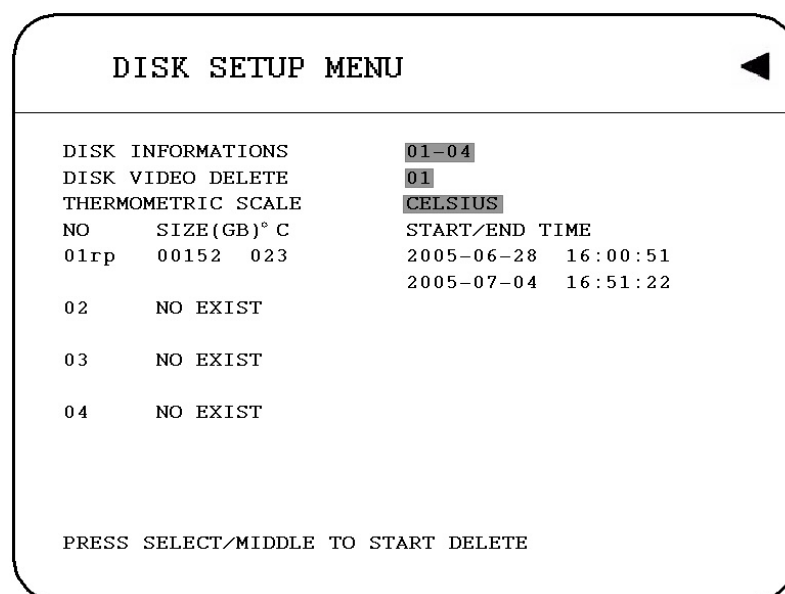 DISK SETUP MENU
DISK INFORMATIONS 01-04
DISK VIDEO DELETE 01
THERMOMETRIC SCALE CELSIUS
NO SIZE(GB)°C START/END TIME
01rp 00152 023 2005-06-28 16:00:51
2005-07-04 16:51:22
02 NO EXIST
03 NO EXIST
04 NO EXIST
PRESS SELECT/MIDDLE TO START DELETE